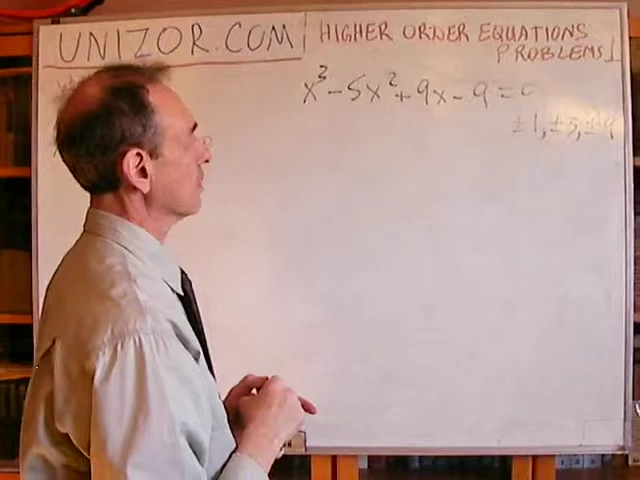 UNIZOR.COM
HIGHER ORDER EQUATIONS
PROBLEMS 1
x³ - 5x² + 9x - 9 = 0
±1, ±3, ±9